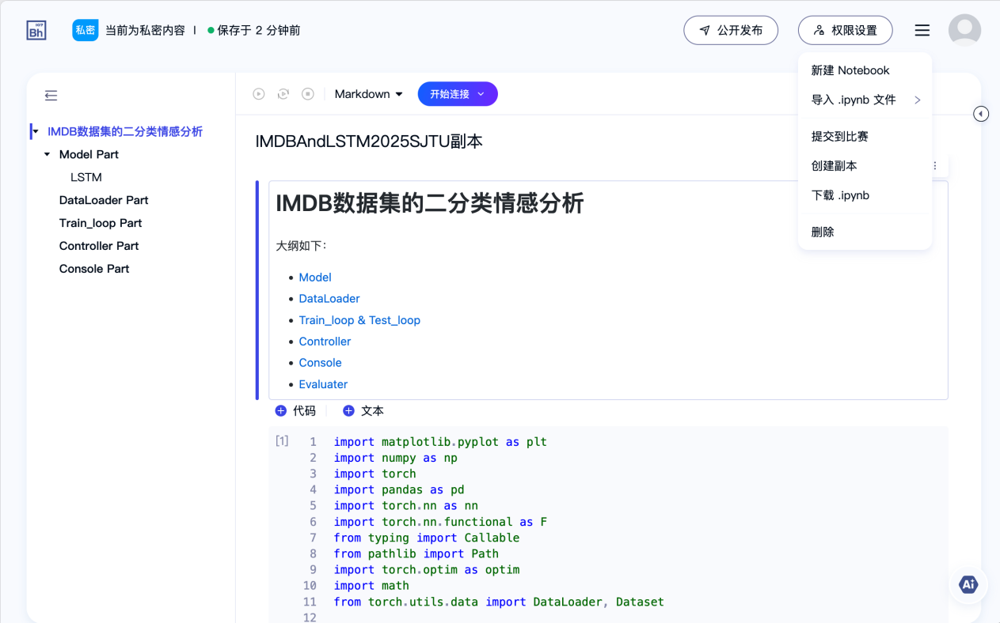 107
Bh
私密 当前为私密内容 | 保存于 2 分钟前
公开发布
权限设置
新建 Notebook
导入 .ipynb 文件
提交到比赛
创建副本
下载 .ipynb
删除
IMDB数据集的二分类情感分析
Model Part
LSTM
DataLoader Part
Train_loop Part
Controller Part
Console Part
Markdown
开始连接
IMDBAndLSTM2025SJTU副本
IMDB数据集的二分类情感分析
大纲如下：
• Model
• DataLoader
• Train_loop & Test_loop
• Controller
• Console
• Evaluater
代码 文本
[1]
1 import matplotlib.pyplot as plt
2 import numpy as np
3 import torch
4 import pandas as pd
5 import torch.nn as nn
6 import torch.nn.functional as F
7 from typing import Callable
8 from pathlib import Path
9 import torch.optim as optim
10 import math
11 from torch.utils.data import DataLoader, Dataset
12
Ai